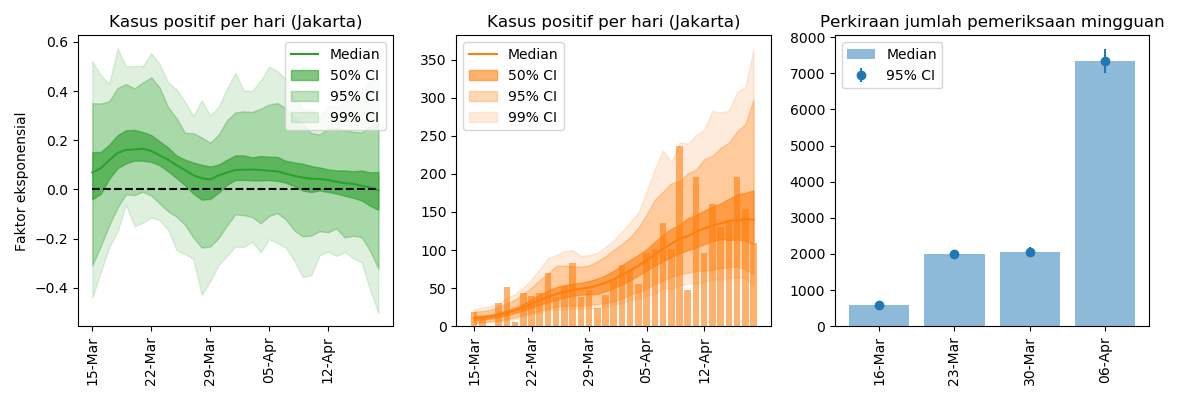 Kasus positif per hari (Jakarta)
Faktor eksponensial
0.6
0.4
0.2
0.0
−0.2
−0.4
Median
50% CI
95% CI
99% CI
15-Mar
22-Mar
29-Mar
05-Apr
12-Apr
Kasus positif per hari (Jakarta)
350
300
250
200
150
100
50
0
Median
50% CI
95% CI
99% CI
15-Mar
22-Mar
29-Mar
05-Apr
12-Apr
Perkiraan jumlah pemeriksaan mingguan
8000
7000
6000
5000
4000
3000
2000
1000
0
Median
95% CI
16-Mar
23-Mar
30-Mar
06-Apr